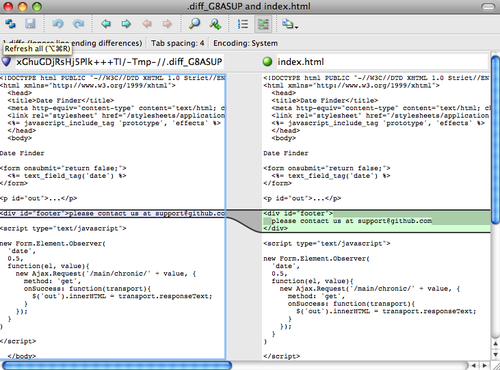 .diff_G8ASUP and index.html
(ignore line ending differences) Tab spacing: 4 Encoding: System
Refresh all (⌥⌘R)
xGhuGDJRsHj5Plk+++TI/-Tmp-//.diff_G8ASUP
index.html
<!DOCTYPE html PUBLIC "-//W3C//DTD XHTML 1.0 Strict//EN
<html xmlns="http://www.w3.org/1999/xhtml">
<head>
<title>Date Finder</title>
<meta http-equiv="content-type" content="text/html; c
<link rel="stylesheet" href="/stylesheets/application
<%= javascript_include_tag 'prototype', 'effects' %>
</head>
<body>
Date Finder
<form onsubmit="return false;">
<%= text_field_tag('date') %>
</form>
<p id="out">...</p>
<div id="footer">please contact us at support@github.co
<script type="text/javascript">
new Form.Element.Observer(
'date',
0.5,
function(el, value){
new Ajax.Request('/main/chronic/' + value, {
method: 'get',
onSuccess: function(transport){
$('out').innerHTML = transport.responseText;
}
});
}
)
</script>
</body>
<!DOCTYPE html PUBLIC "-//W3C//DTD XHTML 1.0 Strict//EN
<html xmlns="http://www.w3.org/1999/xhtml">
<head>
<title>Date Finder</title>
<meta http-equiv="content-type" content="text/html; c
<link rel="stylesheet" href="/stylesheets/application
<%= javascript_include_tag 'prototype', 'effects' %>
</head>
<body>
Date Finder
<form onsubmit="return false;">
<%= text_field_tag('date') %>
</form>
<p id="out">...</p>
<div id="footer">
please contact us at support@github.com
</div>
<script type="text/javascript">
new Form.Element.Observer(
'date',
0.5,
function(el, value){
new Ajax.Request('/main/chronic/' + value, {
method: 'get',
onSuccess: function(transport){
$('out').innerHTML = transport.responseText;
}
});
}
)
</script>